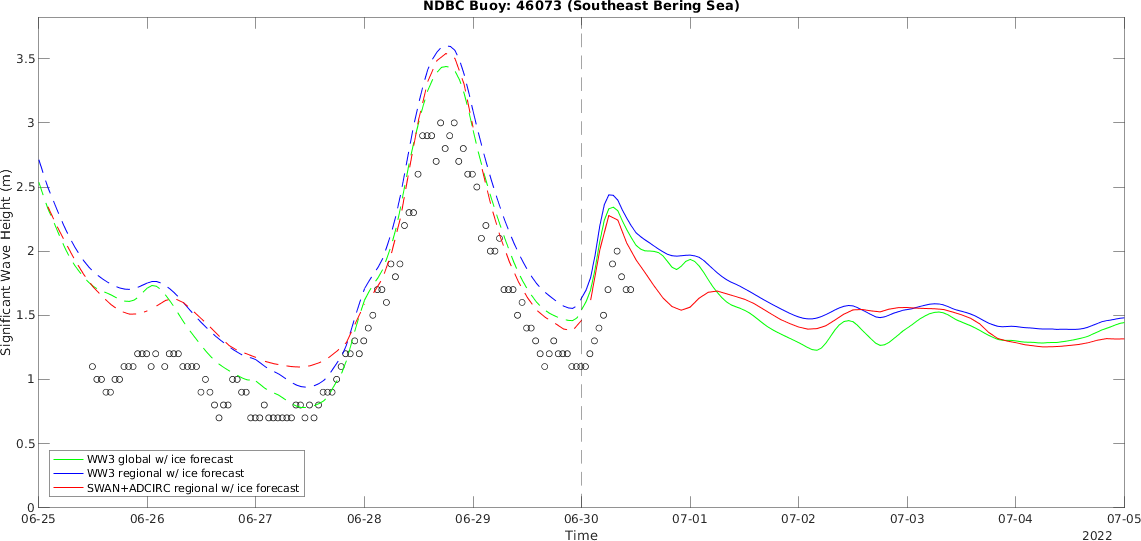 NDBC Buoy: 46073 (Southeast Bering Sea)
Significant Wave Height (m)
3.5
3
2.5
2
1.5
1
0.5
0
WW3 global w/ ice forecast
WW3 regional w/ ice forecast
SWAN+ADCIRC regional w/ ice forecast
06-25 06-26 06-27 06-28 06-29 06-30 07-01 07-02 07-03 07-04 07-05
Time
2022